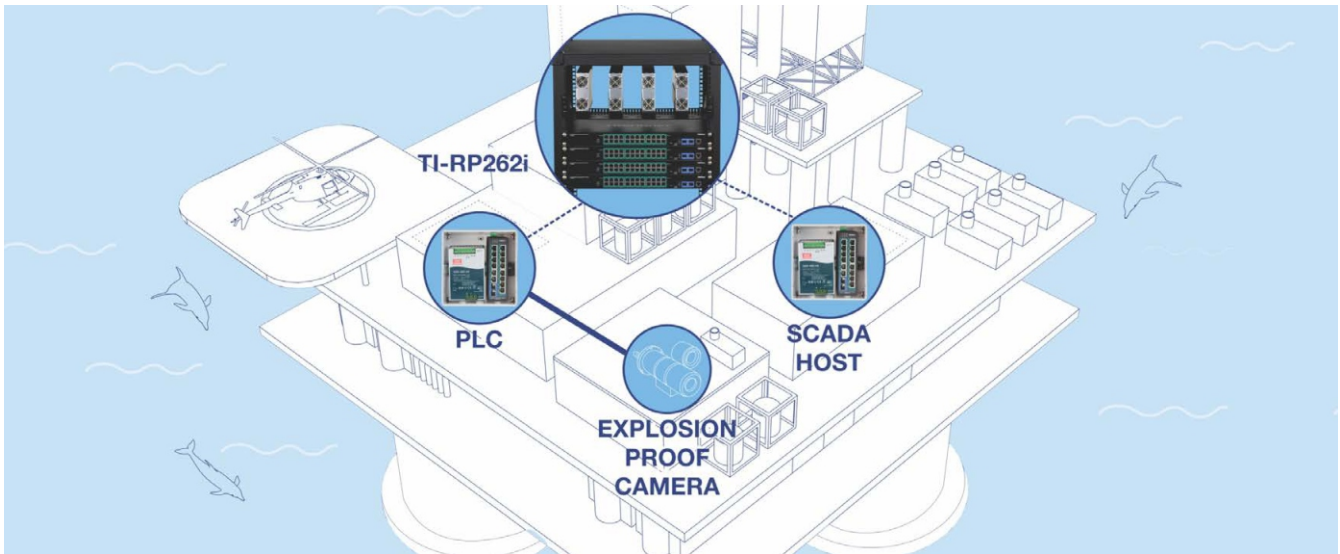 TI-RP262i
PLC
SCADA
HOST
EXPLOSION
PROOF
CAMERA